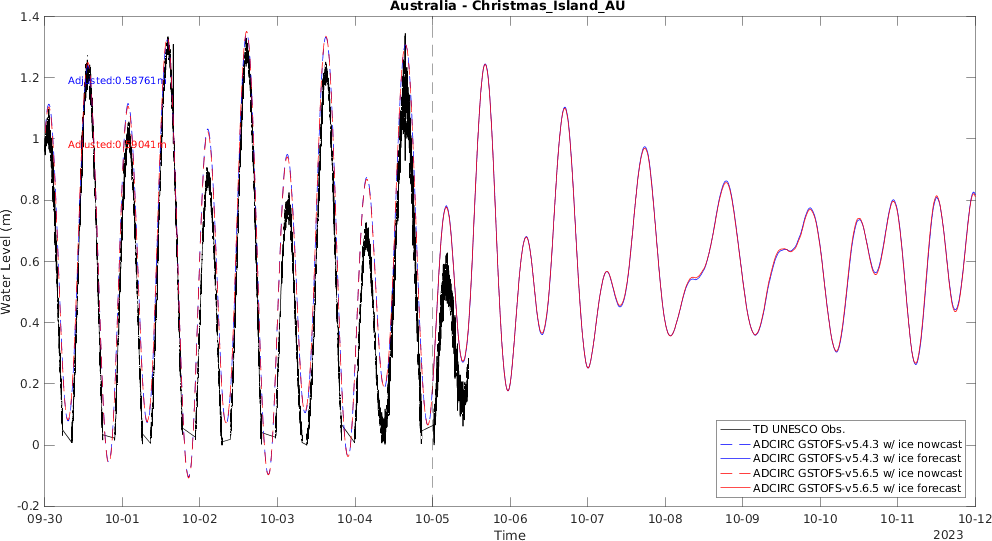 Australia - Christmas_Island_AU
Water Level (m)
1.4
1.2
1
0.8
0.6
0.4
0.2
0
-0.2
Adjusted:0.58761m
TD UNESCO Obs.
ADCIRC GSTOFS-v5.4.3 w/ ice nowcast
ADCIRC GSTOFS-v5.4.3 w/ ice forecast
ADCIRC GSTOFS-v5.6.5 w/ ice nowcast
ADCIRC GSTOFS-v5.6.5 w/ ice forecast
09-30 10-01 10-02 10-03 10-04 10-05 10-06 10-07 10-08 10-09 10-10 10-11 10-12
Time
2023